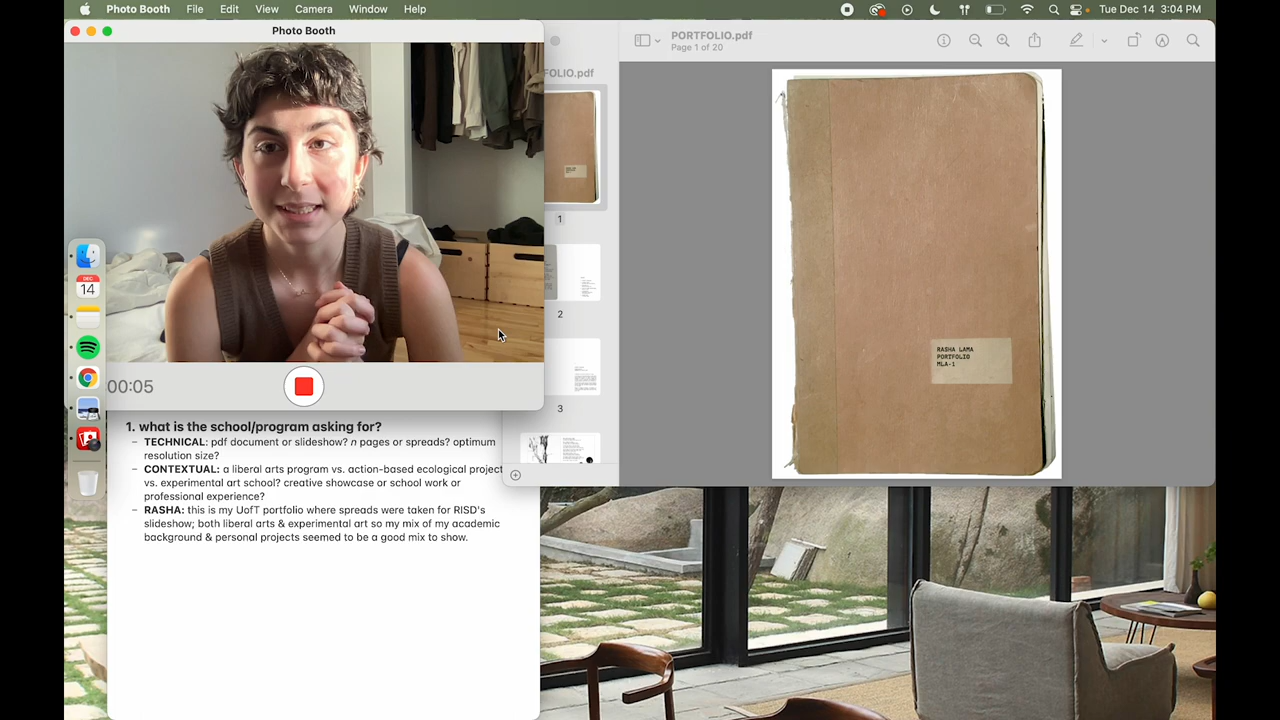 Photo Booth File Edit View Camera Window Help
Tue Dec 14 3:04 PM
Photo Booth
PORTFOLIO.pdf
Page 1 of 20
FOLIO.pdf
1
2
3
RASHA LAMA
PORTFOLIO
MLA-1
DEC
14
00:05
1. what is the school/program asking for?
– TECHNICAL: pdf document or slideshow? n pages or spreads? optimum
resolution size?
– CONTEXTUAL: a liberal arts program vs. action-based ecological project
vs. experimental art school? creative showcase or school work or
professional experience?
– RASHA: this is my UofT portfolio where spreads were taken for RISD's
slideshow; both liberal arts & experimental art so my mix of my academic
background & personal projects seemed to be a good mix to show.